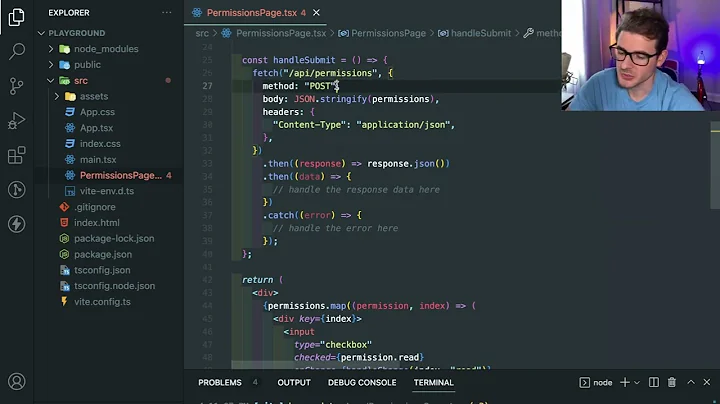 EXPLORER
PermissionsPage.tsx 4
PLAYGROUND
node_modules
public
src
assets
App.css
App.tsx
index.css
main.tsx
PermissionsPage... 4
vite-env.d.ts
.gitignore
index.html
package-lock.json
package.json
tsconfig.json
tsconfig.node.json
vite.config.ts
src > PermissionsPage.tsx > PermissionsPage > handleSubmit > metho
24
25 const handleSubmit = () => {
26 fetch("/api/permissions", {
27 method: "POST",
28 body: JSON.stringify(permissions),
29 headers: {
30 "Content-Type": "application/json",
31 },
32 })
33 .then((response) => response.json())
34 .then((data) => {
35 // handle the response data here
36 })
37 .catch((error) => {
38 // handle the error here
39 });
40 };
41
42 return (
43 <div>
44 {permissions.map((permission, index) => (
45 <div key={index}>
46 <input
47 type="checkbox"
48 checked={permission.read}
PROBLEMS 4 OUTPUT DEBUG CONSOLE TERMINAL
node